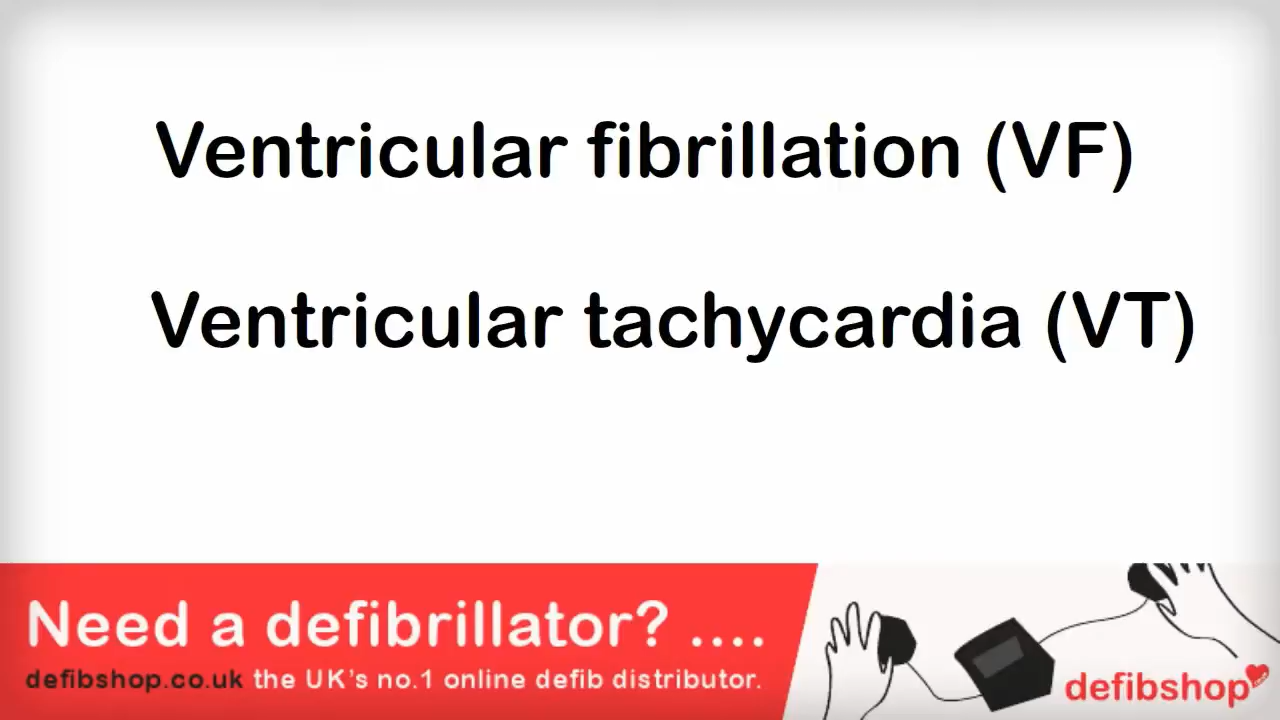 Ventricular fibrillation (VF)
Ventricular tachycardia (VT)
Need a defibrillator? ....
defibshop.co.uk the UK's no.1 online defib distributor.
defibshop